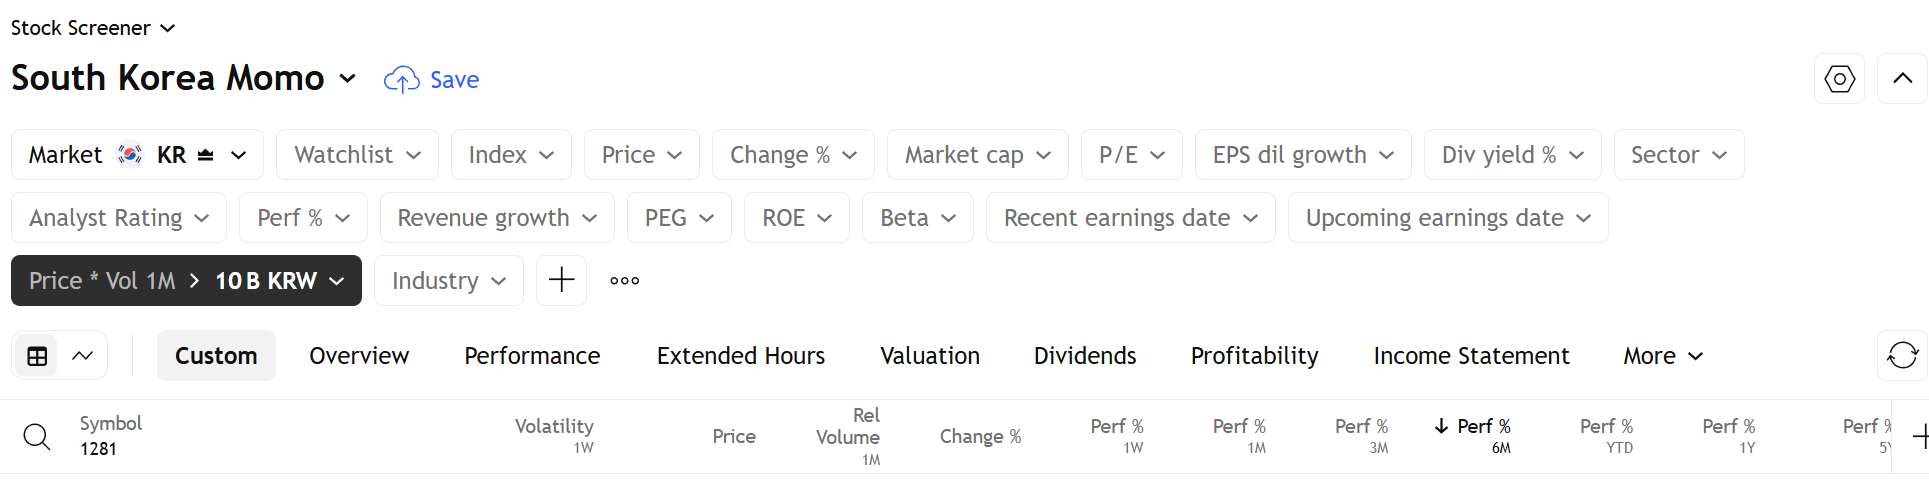 Stock Screener
South Korea Momo Save
Market KR Watchlist Index Price Change % Market cap P/E EPS dil growth Div yield % Sector
Analyst Rating Perf % Revenue growth PEG ROE Beta Recent earnings date Upcoming earnings date
Price * Vol 1M > 10 B KRW Industry
Custom Overview Performance Extended Hours Valuation Dividends Profitability Income Statement More
Symbol
1281
Volatility
1W
Price
Rel
Volume
1M
Change %
Perf %
1W
Perf %
1M
Perf %
3M
Perf %
6M
Perf %
YTD
Perf %
1Y
Perf %
5Y